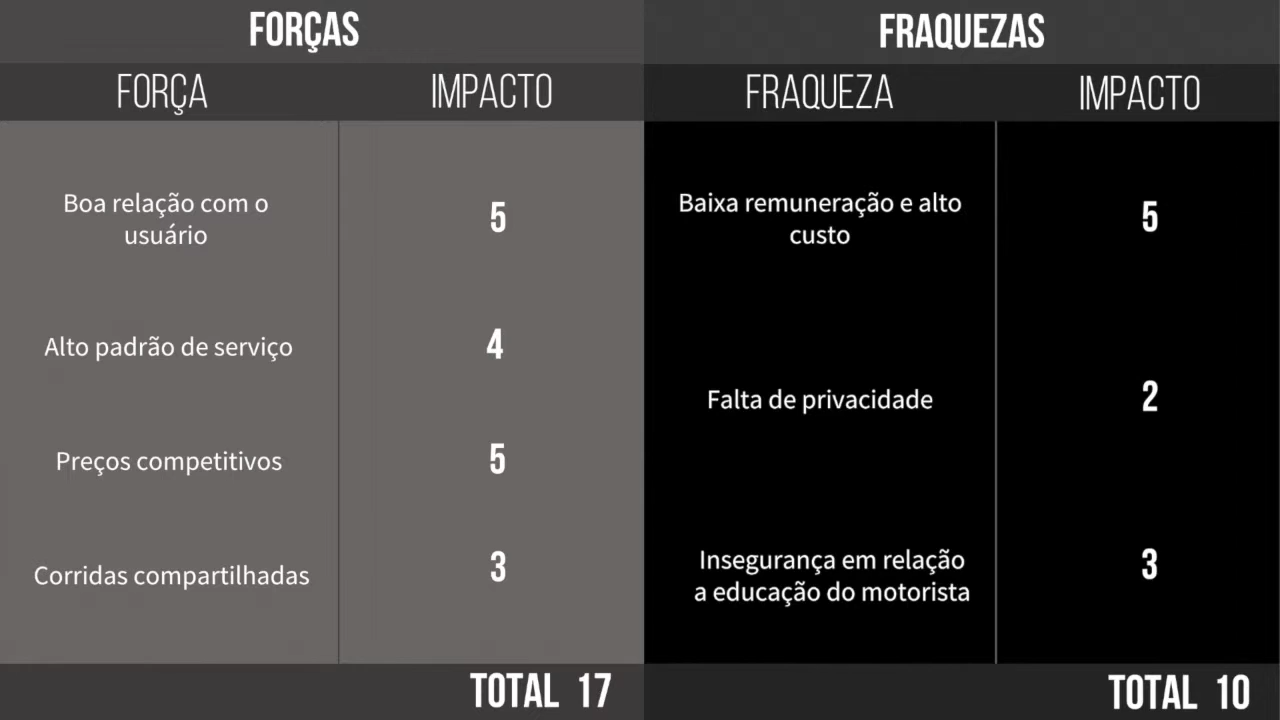 FORÇAS
FORÇA IMPACTO
Boa relação com o
usuário
5
Alto padrão de serviço
4
Preços competitivos
5
Corridas compartilhadas
3
TOTAL 17
FRAQUEZAS
FRAQUEZA IMPACTO
Baixa remuneração e alto
custo
5
Falta de privacidade
2
Insegurança em relação
a educação do motorista
3
TOTAL 10